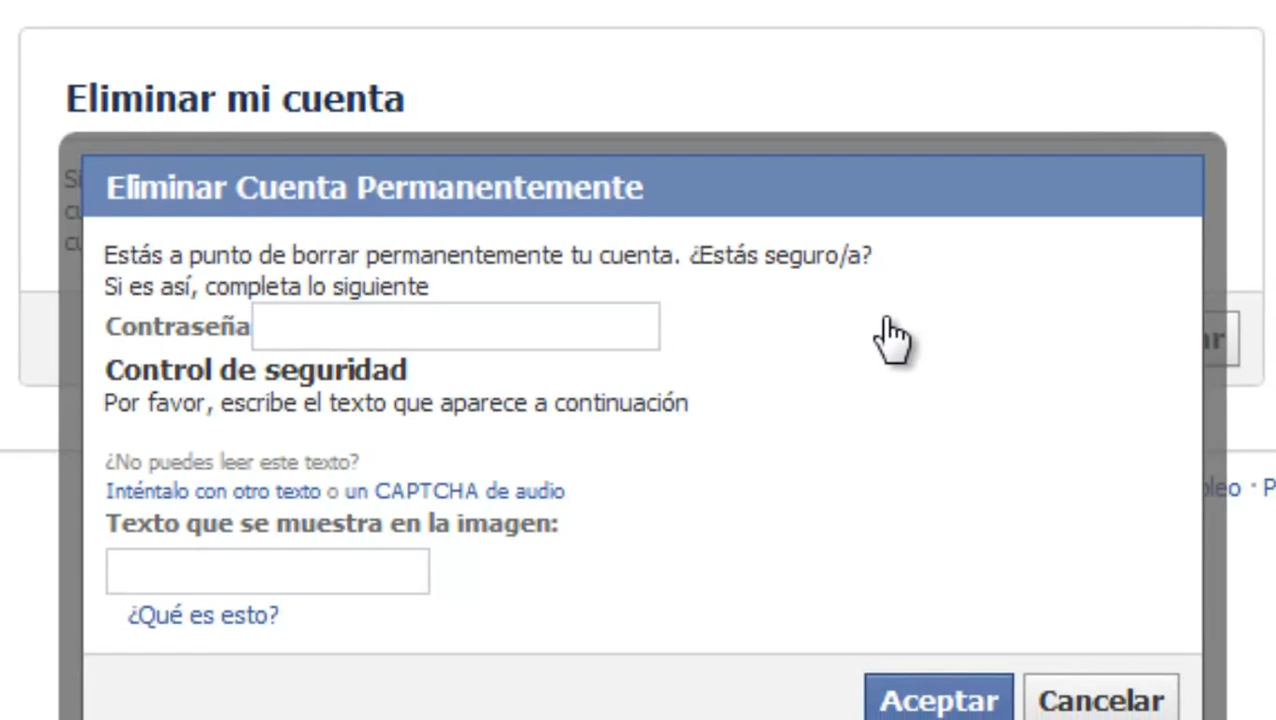 Eliminar mi cuenta
Eliminar Cuenta Permanentemente
Estás a punto de borrar permanentemente tu cuenta. ¿Estás seguro/a?
Si es así, completa lo siguiente
Contraseña
Control de seguridad
Por favor, escribe el texto que aparece a continuación
¿No puedes leer este texto?
Inténtalo con otro texto o un CAPTCHA de audio
Texto que se muestra en la imagen:
¿Qué es esto?
Aceptar Cancelar